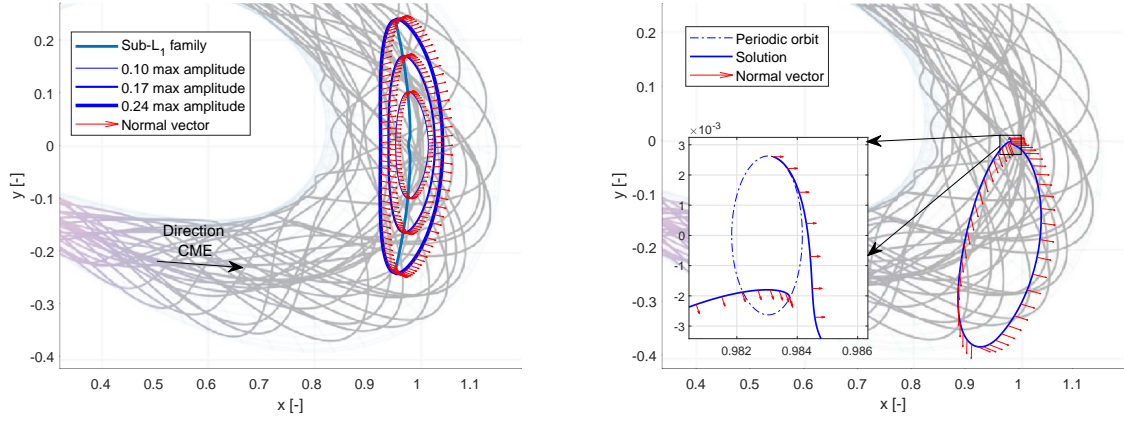 0.2
0.1
0
-0.1
-0.2
-0.3
-0.4
y [-]
Sub-L₁ family
0.10 max amplitude
0.17 max amplitude
0.24 max amplitude
Normal vector
Direction
CME
0.4 0.5 0.6 0.7 0.8 0.9 1 1.1
x [-]
0.2
0.1
0
-0.1
-0.2
-0.3
-0.4
y [-]
Periodic orbit
Solution
Normal vector
×10⁻³
3
2
1
0
-1
-2
-3
0.982 0.984 0.986
0.4 0.5 0.6 0.7 0.8 0.9 1 1.1
x [-]